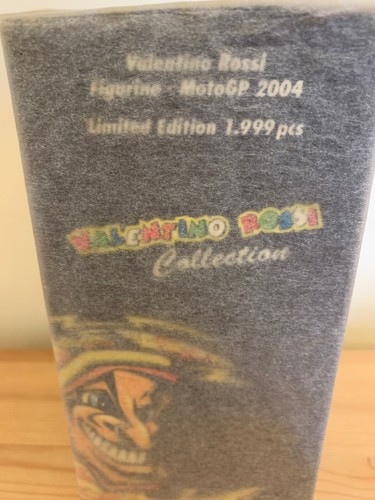 Valentino Rossi
Figurine - MotoGP 2004
Limited Edition 1.999 pcs
VALENTINO ROSSI
Collection